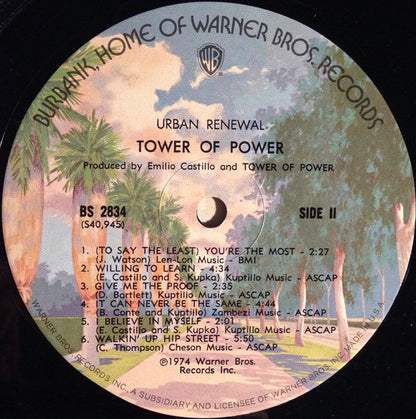 BURBANK, HOME OF WARNER BROS. RECORDS
WB
URBAN RENEWAL
TOWER OF POWER
Produced by Emilio Castillo and TOWER OF POWER
BS 2834
(S40,945)
SIDE II
1. (TO SAY THE LEAST) YOU'RE THE MOST - 2:27
(J. Watson) Len-Lon Music - BMI
2. WILLING TO LEARN - 4:34
(E. Castillo and S. Kupka) Kuptillo Music - ASCAP
3. GIVE ME THE PROOF - 2:35
(D. Bartlett) Kuptillo Music - ASCAP
4. IT CAN NEVER BE THE SAME - 4:44
(B. Conte and Kuptillo) Zambezi Music - ASCAP
5. I BELIEVE IN MYSELF - 2:01
(E. Castillo and S. Kupka) Kuptillo Music - ASCAP
6. WALKIN' UP HIP STREET - 5:50
(C. Thompson) Cheson Music - ASCAP
℗1974 Warner Bros.
Records Inc.
WARNER BROS. RECORDS INC., A SUBSIDIARY AND LICENSEE OF WARNER BROS. INC. MADE IN U.S.A.